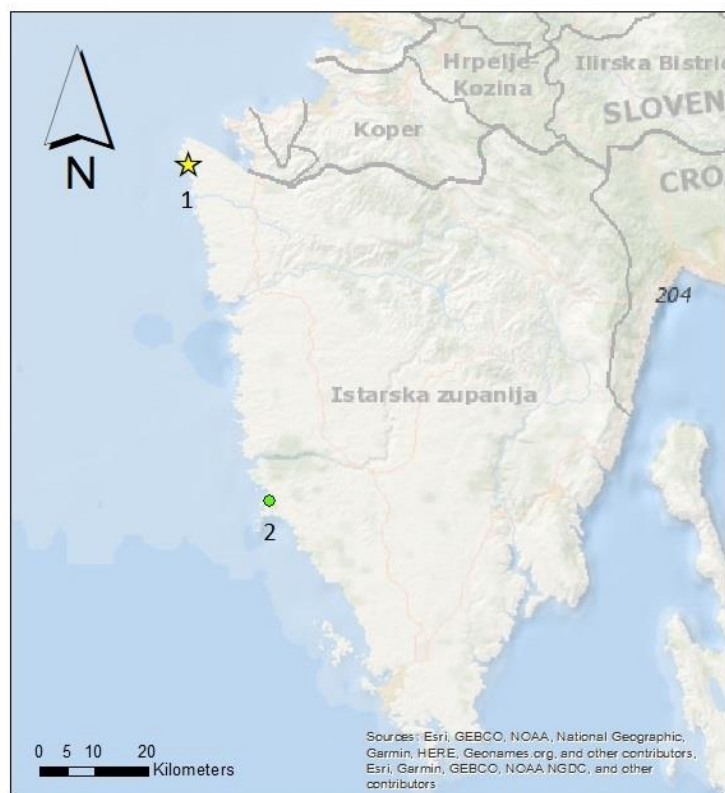 Hrpelje-
Kozina
Ilirska Bistric
SLOVEN
Koper
CRO
N
1
204
Istarska zupanija
2
0 5 10 20
Kilometers
Sources: Esri, GEBCO, NOAA, National Geographic,
Garmin, HERE, Geonames.org, and other contributors,
Esri, Garmin, GEBCO, NOAA NGDC, and other
contributors